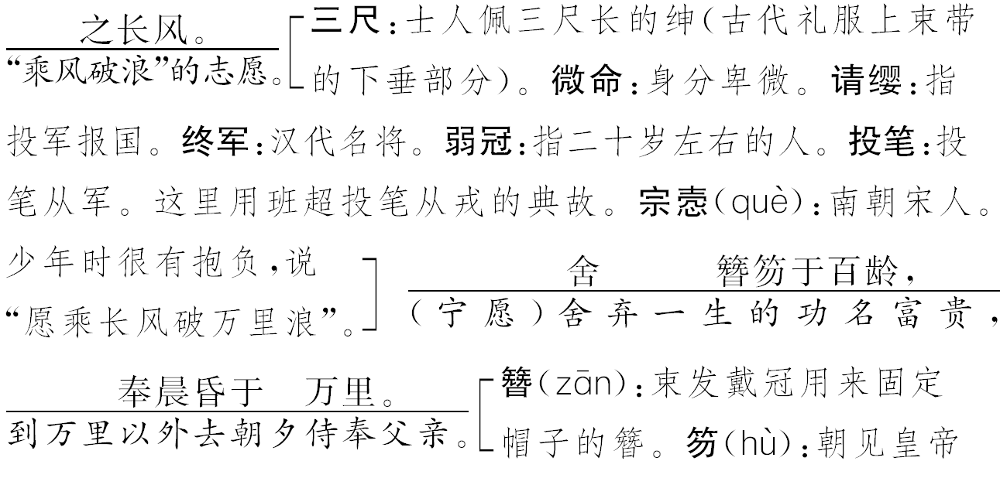 之长风。
“乘风破浪”的志愿。
三尺:士人佩三尺长的绅(古代礼服上束带
的下垂部分)。微命:身分卑微。请缨:指
投军报国。终军:汉代名将。弱冠:指二十岁左右的人。投笔:投
笔从军。这里用班超投笔从戎的典故。宗悫(què):南朝宋人。
少年时很有抱负,说
“愿乘长风破万里浪”。
舍 簪笏于百龄,
(宁愿)舍弃一生的功名富贵,
奉晨昏于 万里。
到万里以外去朝夕侍奉父亲。
簪(zān):束发戴冠用来固定
帽子的簪。笏(hù):朝见皇帝